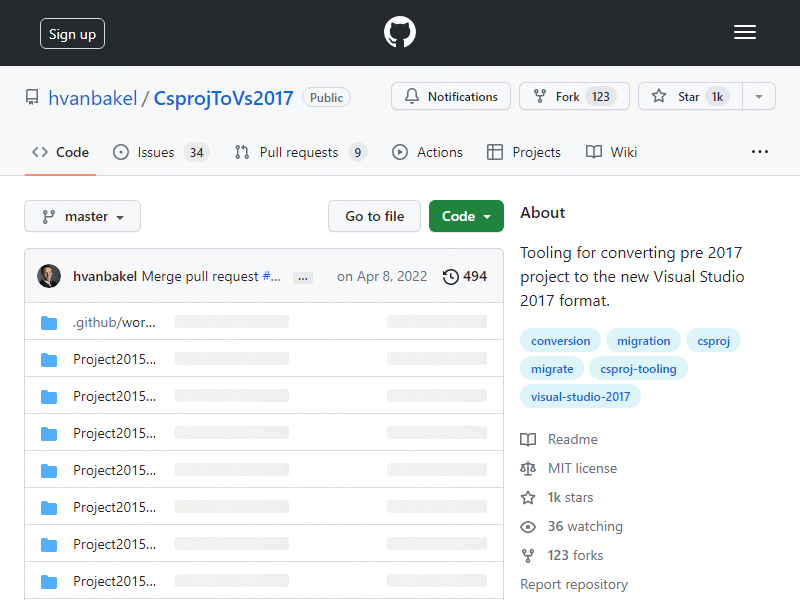 Sign up
hvanbakel / CsprojToVs2017 Public
Notifications Fork 123 Star 1k
Code Issues 34 Pull requests 9 Actions Projects Wiki ...
master Go to file Code
hvanbakel Merge pull request #... ... on Apr 8, 2022 494
.github/wor...
Project2015...
Project2015...
Project2015...
Project2015...
Project2015...
Project2015...
Project2015...
About
Tooling for converting pre 2017
project to the new Visual Studio
2017 format.
conversion migration csproj
migrate csproj-tooling
visual-studio-2017
Readme
MIT license
1k stars
36 watching
123 forks
Report repository